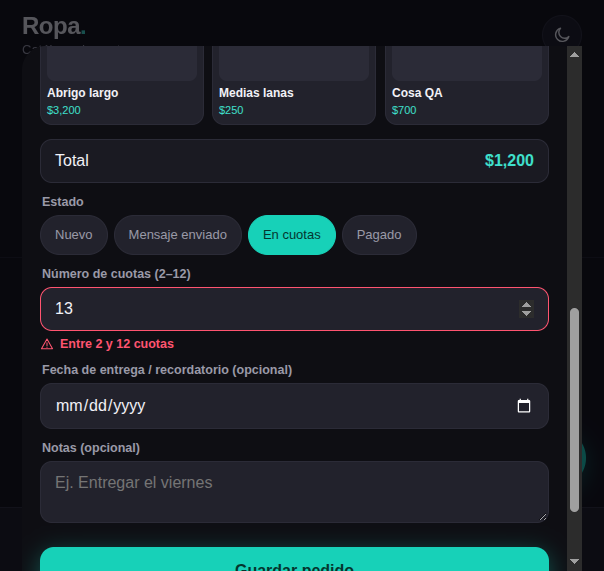 Ropa.
Abrigo largo
$3,200
Medias lanas
$250
Cosa QA
$700
Total
$1,200
Estado
Nuevo
Mensaje enviado
En cuotas
Pagado
Número de cuotas (2–12)
13
Entre 2 y 12 cuotas
Fecha de entrega / recordatorio (opcional)
mm/dd/yyyy
Notas (opcional)
Ej. Entregar el viernes
Guardar pedido